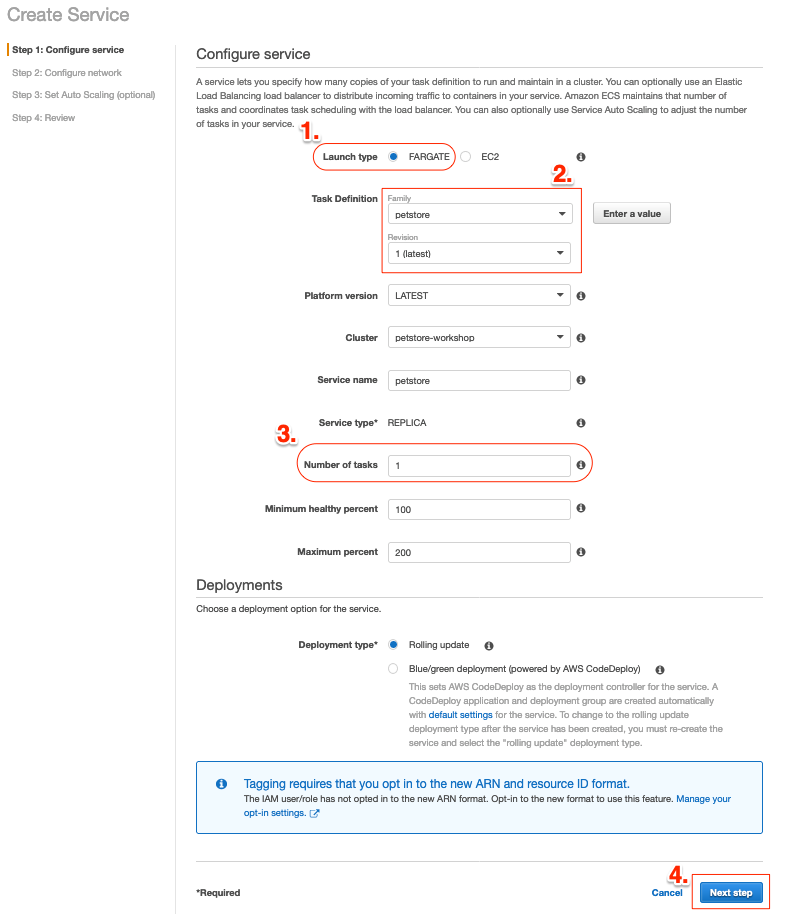 Create Service
Step 1: Configure service
Step 2: Configure network
Step 3: Set Auto Scaling (optional)
Step 4: Review
Configure service
A service lets you specify how many copies of your task definition to run and maintain in a cluster. You can optionally use an Elastic
Load Balancing load balancer to distribute incoming traffic to containers in your service. Amazon ECS maintains that number of
tasks and coordinates task scheduling with the load balancer. You can also optionally use Service Auto Scaling to adjust the number
of tasks in your service.
1.
Launch type FARGATE EC2
2.
Task Definition
Family
petstore
Enter a value
Revision
1 (latest)
Platform version LATEST
Cluster petstore-workshop
Service name petstore
Service type* REPLICA
3.
Number of tasks 1
Minimum healthy percent 100
Maximum percent 200
Deployments
Choose a deployment option for the service.
Deployment type* Rolling update
Blue/green deployment (powered by AWS CodeDeploy)
This sets AWS CodeDeploy as the deployment controller for the service. A
CodeDeploy application and deployment group are created automatically
with default settings for the service. To change to the rolling update
deployment type after the service has been created, you must re-create the
service and select the "rolling update" deployment type.
Tagging requires that you opt in to the new ARN and resource ID format.
The IAM user/role has not opted in to the new ARN format. Opt-in to the new format to use this feature. Manage your
opt-in settings.
4.
*Required Cancel Next step